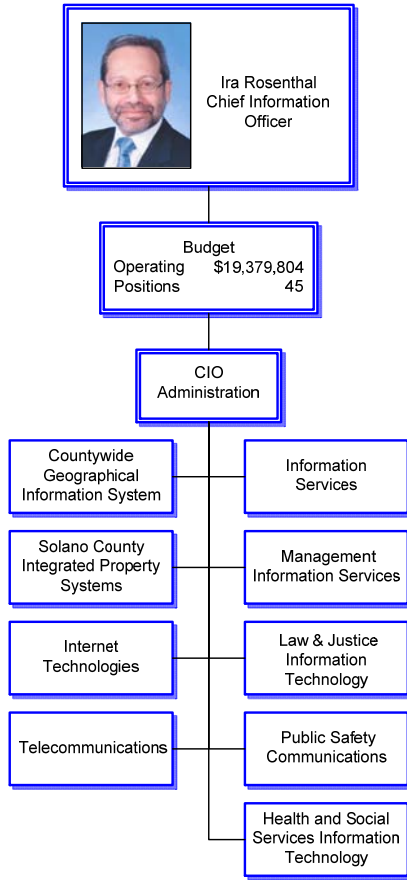 Ira Rosenthal
Chief Information
Officer
Budget
Operating $19,379,804
Positions 45
CIO
Administration
Countywide
Geographical
Information System
Information
Services
Solano County
Integrated Property
Systems
Management
Information Services
Internet
Technologies
Law & Justice
Information
Technology
Telecommunications
Public Safety
Communications
Health and Social
Services Information
Technology